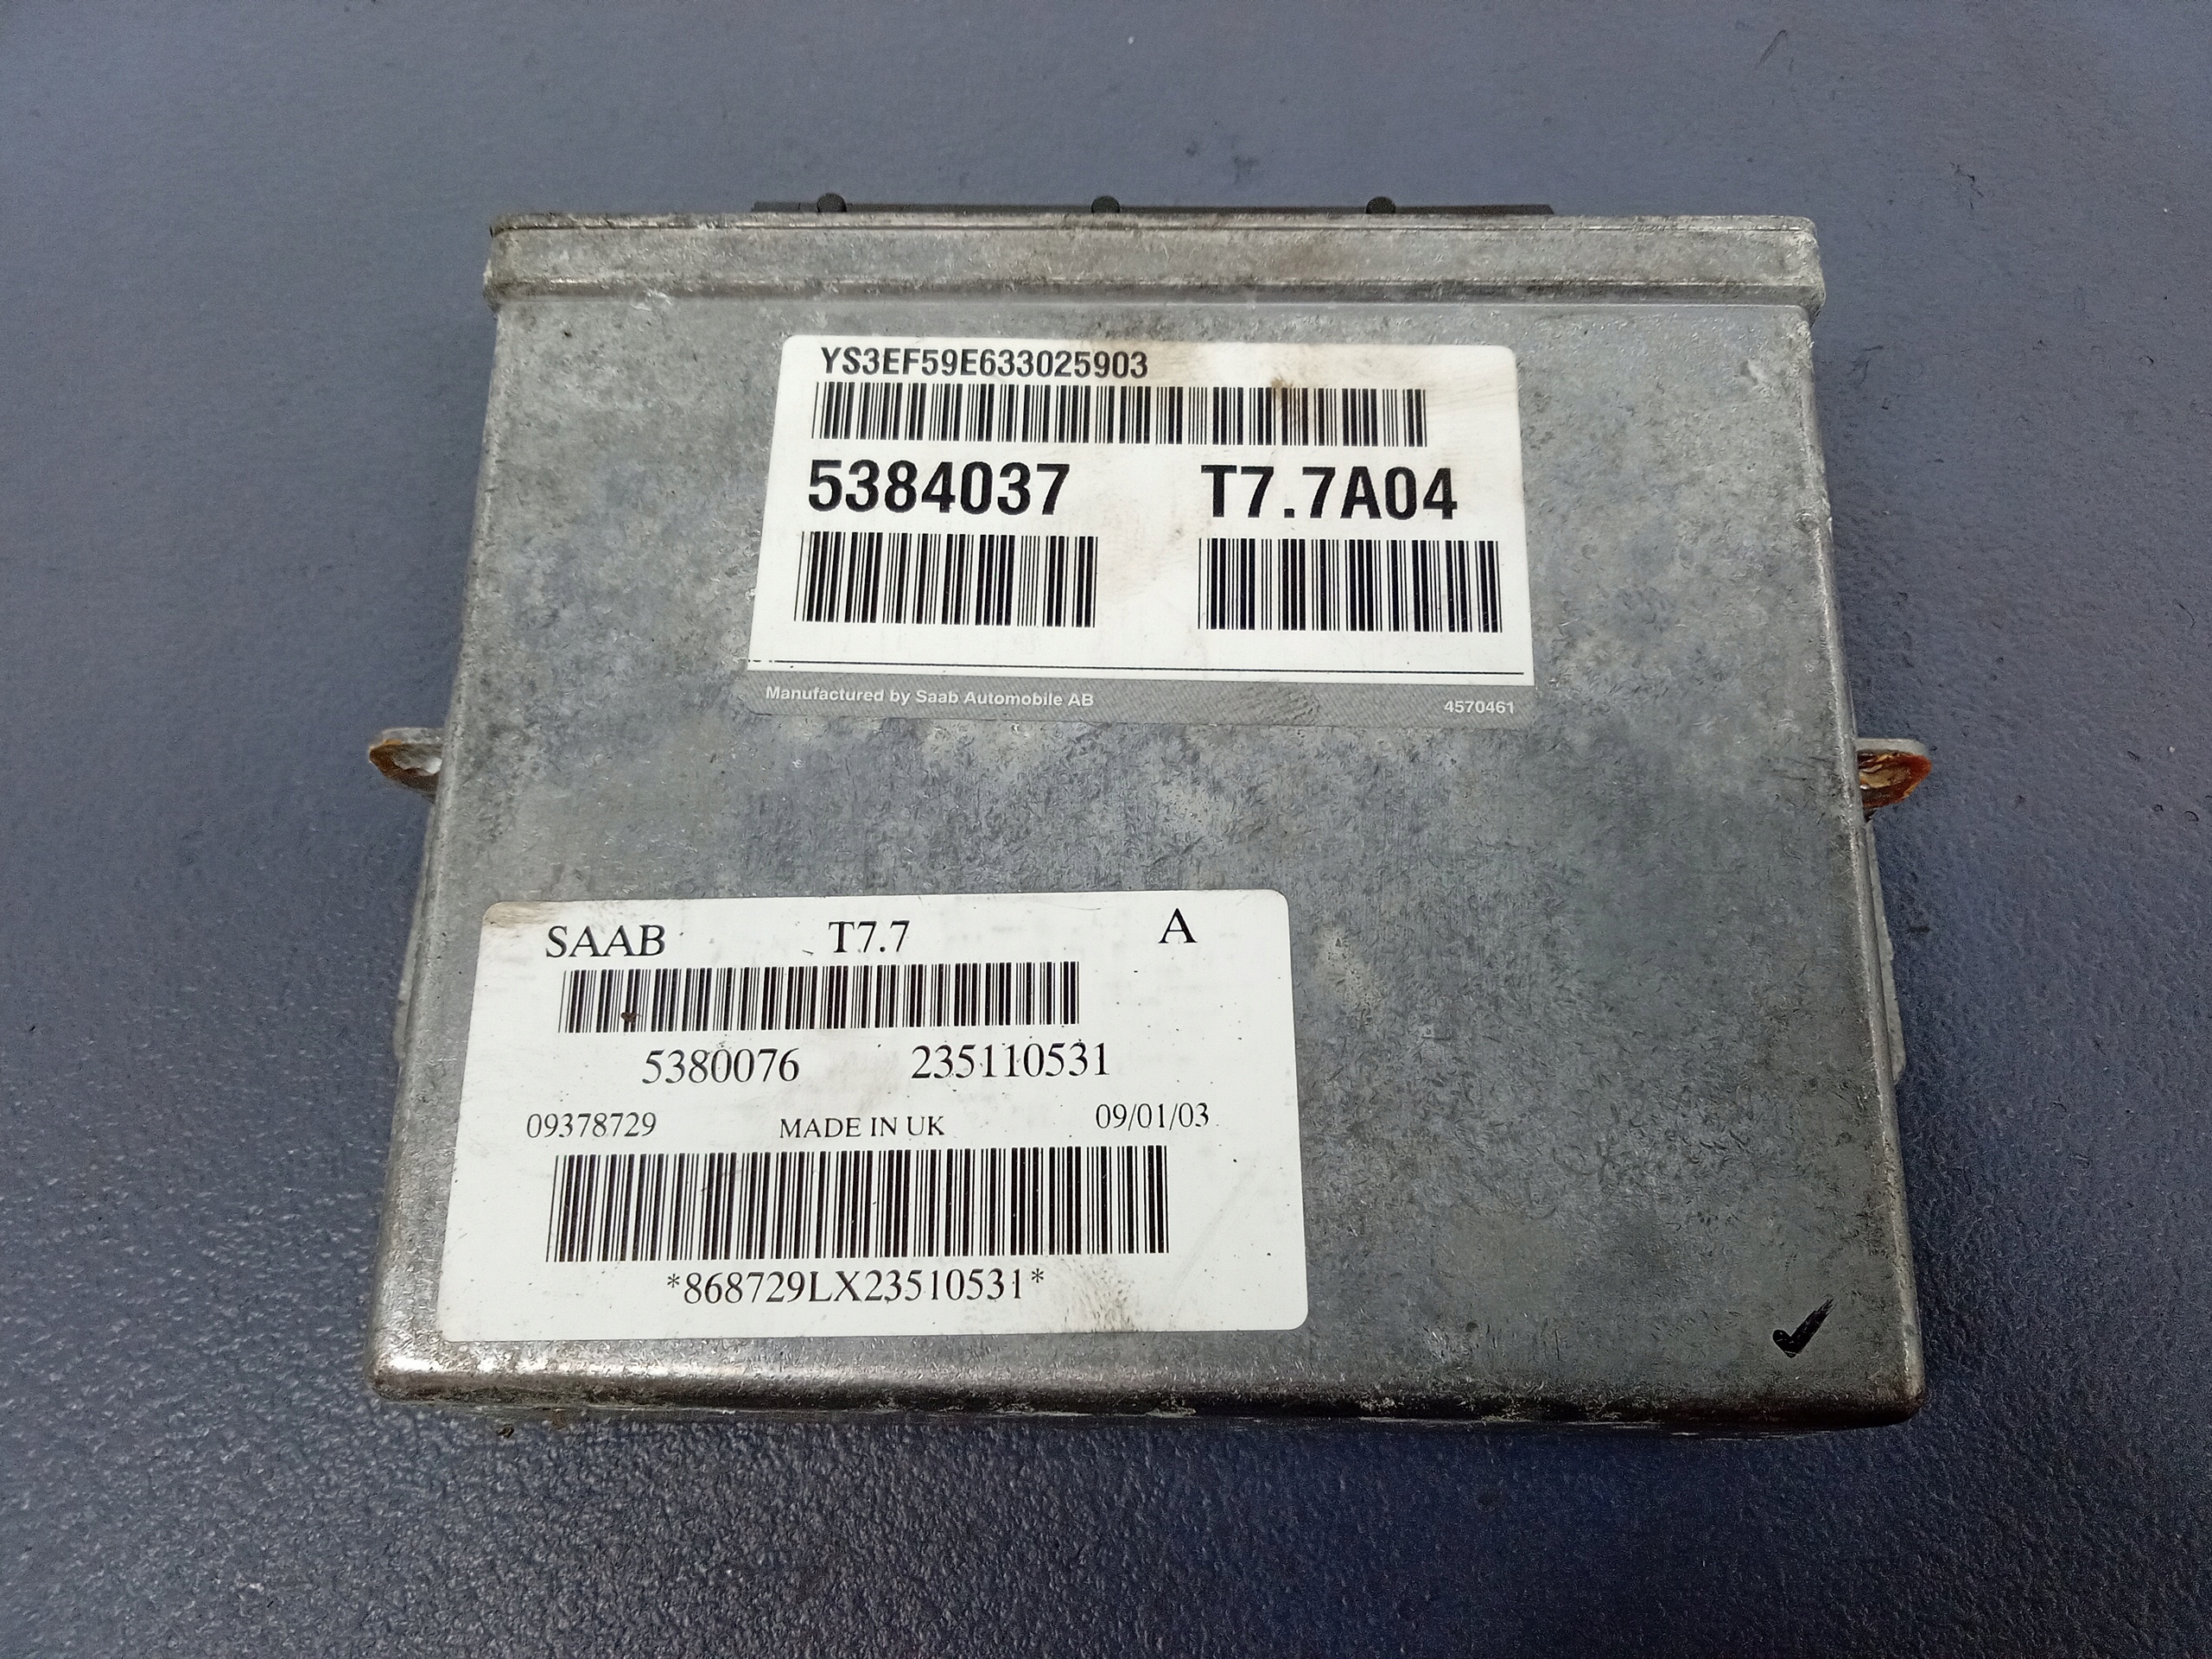 YS3EF59E633025903
5384037 T7.7A04
Manufactured by Saab Automobile AB 4570461
SAAB T7.7 A
5380076 235110531
09378729 MADE IN UK 09/01/03
*868729LX23510531*